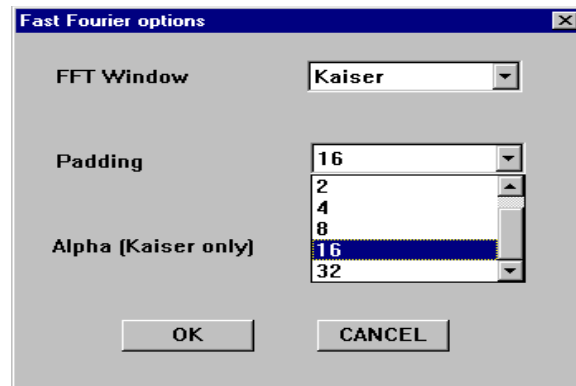 Fast Fourier options
FFT Window Kaiser
Padding 16
2
4
8
Alpha (Kaiser only)
16
32
OK CANCEL